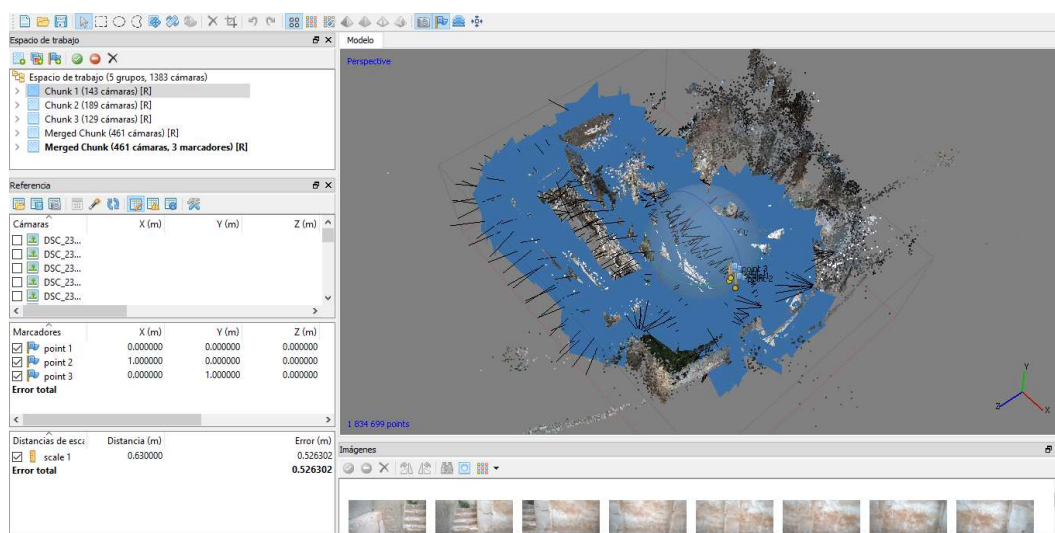 Espacio de trabajo
Modelo
Espacio de trabajo (5 grupos, 1383 cámaras)
Chunk 1 (143 cámaras) [R]
Chunk 2 (189 cámaras) [R]
Chunk 3 (129 cámaras) [R]
Merged Chunk (461 cámaras) [R]
Merged Chunk (461 cámaras, 3 marcadores) [R]
Perspective
Referencia
Cámaras X (m) Y (m) Z (m)
DSC_23...
DSC_23...
DSC_23...
DSC_23...
DSC_23...
Marcadores X (m) Y (m) Z (m)
point 1 0.000000 0.000000 0.000000
point 2 1.000000 0.000000 0.000000
point 3 0.000000 1.000000 0.000000
Error total
Distancias de esca Distancia (m) Error (m)
scale 1 0.630000 0.526302
Error total 0.526302
point 3
Y
Z
X
1 834 699 points
Imágenes